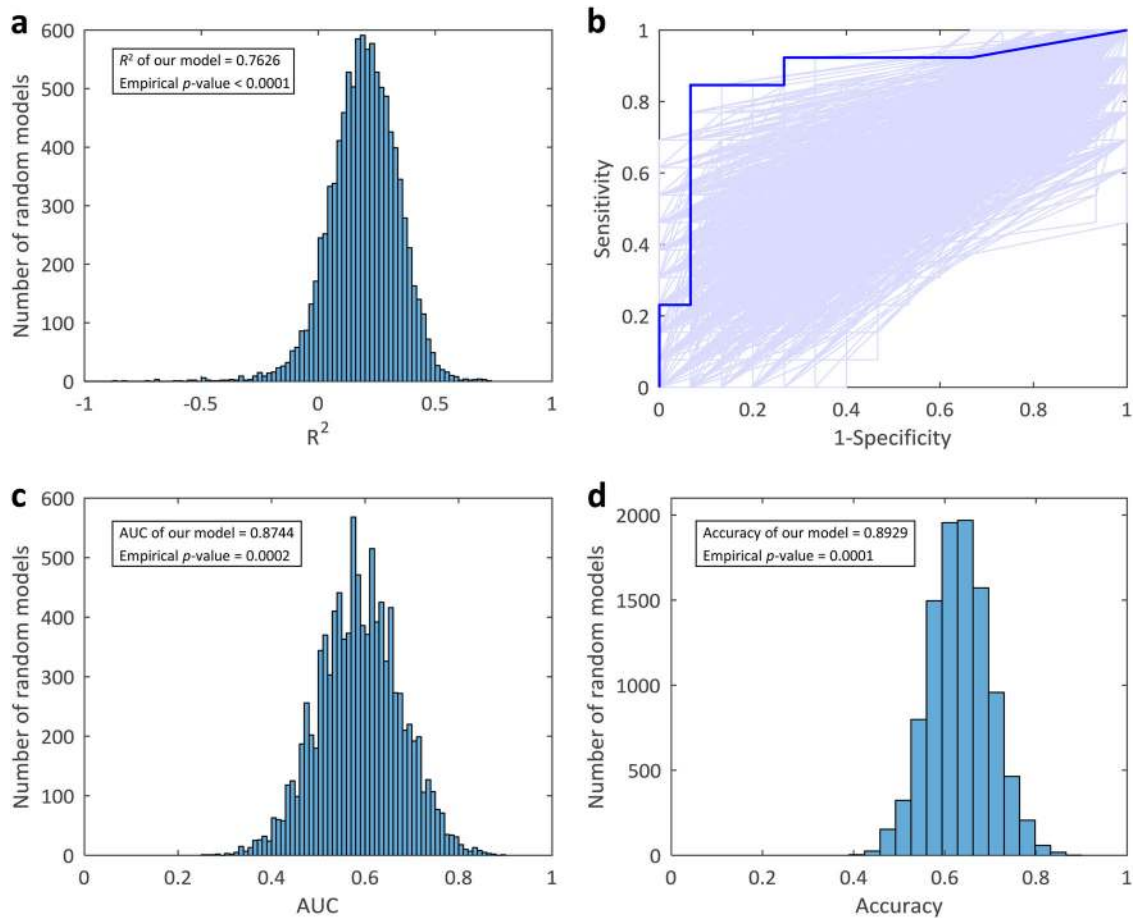 a
R² of our model = 0.7626
Empirical p-value < 0.0001
Number of random models
600
500
400
300
200
100
0
-1
-0.5
0
0.5
1
R²
b
Sensitivity
1
0.8
0.6
0.4
0.2
0
0
0.2
0.4
0.6
0.8
1
1-Specificity
c
AUC of our model = 0.8744
Empirical p-value = 0.0002
Number of random models
600
500
400
300
200
100
0
0
0.2
0.4
0.6
0.8
1
AUC
d
Accuracy of our model = 0.8929
Empirical p-value = 0.0001
Number of random models
2000
1500
1000
500
0
0
0.2
0.4
0.6
0.8
1
Accuracy